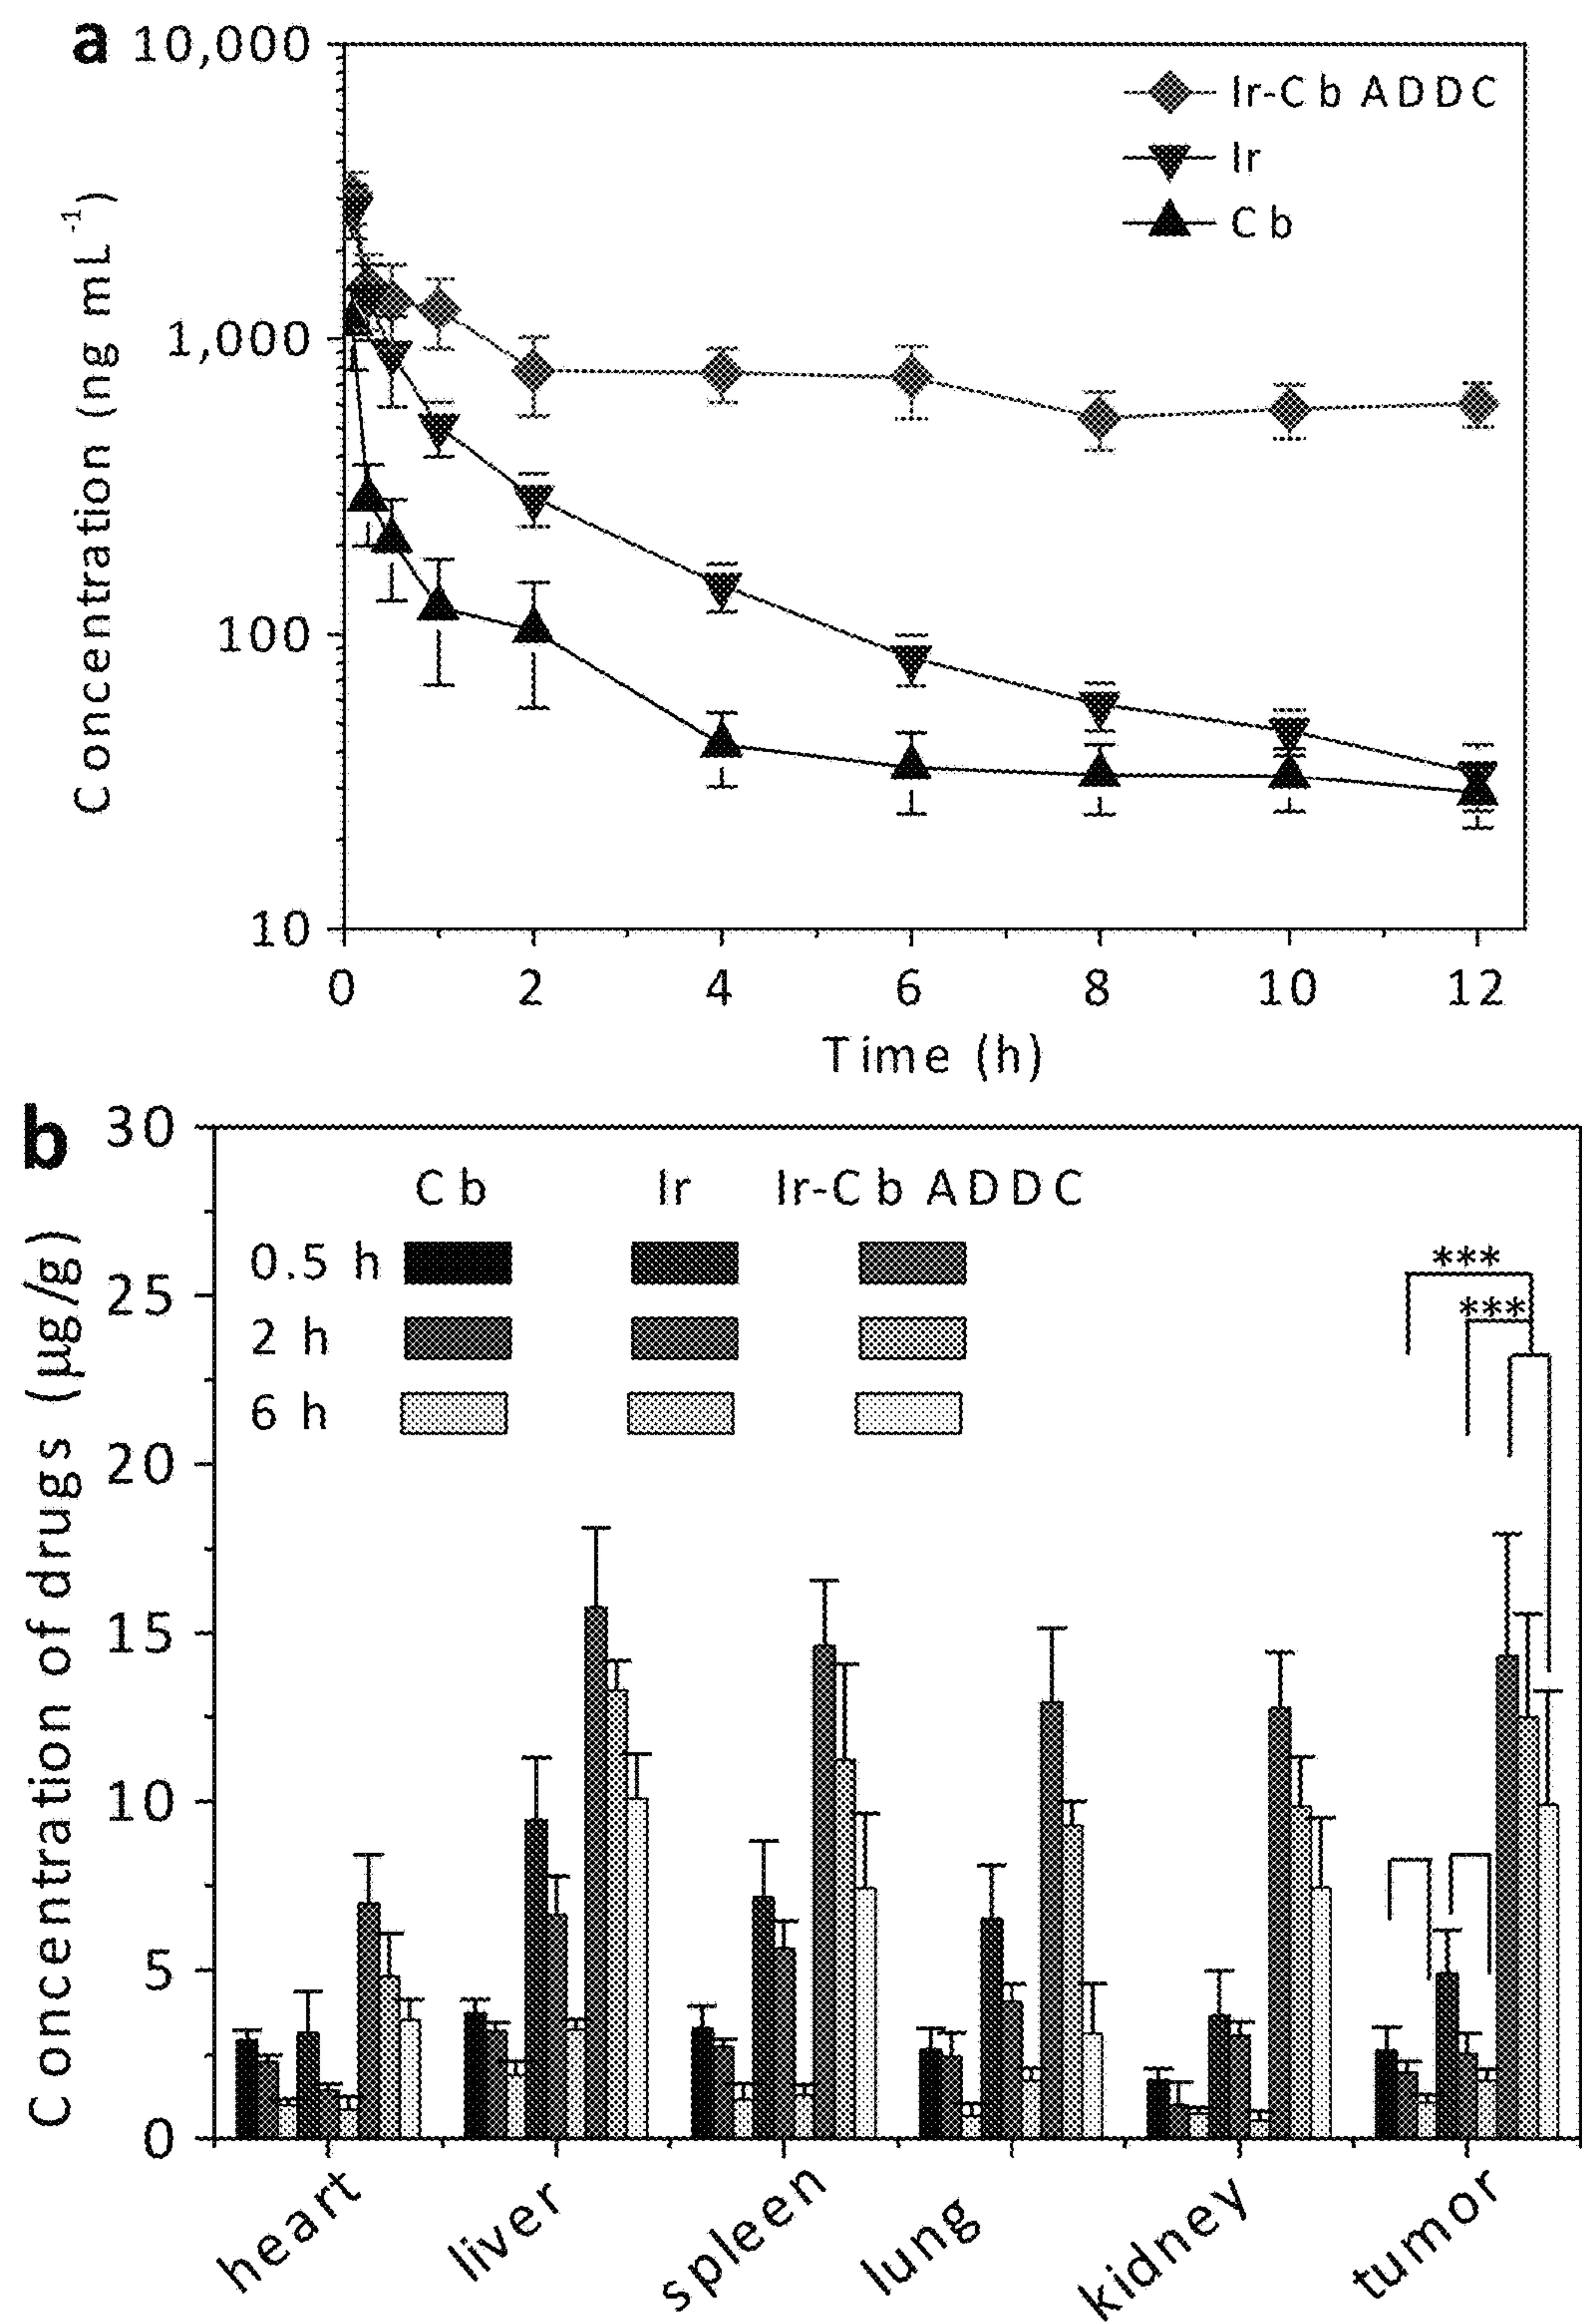 a
10,000
1,000
100
10
Concentration (ng mL-1)
Ir-Cb ADDC
Ir
Cb
0 2 4 6 8 10 12
Time (h)
b
30
25
20
15
10
5
0
Concentration of drugs (μg/g)
Cb Ir Ir-Cb ADDC
0.5 h
2 h
6 h
***
***
heart liver spleen lung kidney tumor